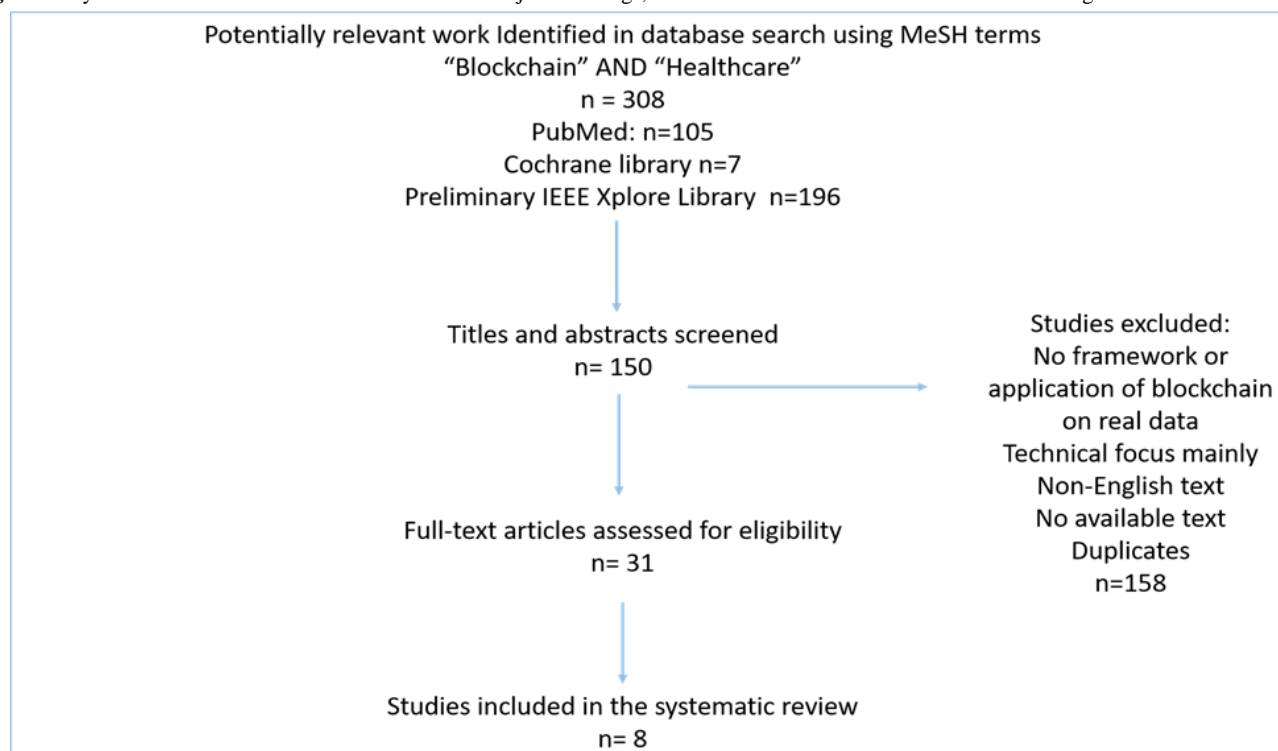 Potentially relevant work Identified in database search using MeSH terms
“Blockchain” AND “Healthcare”
n = 308
PubMed: n=105
Cochrane library n=7
Preliminary IEEE Xplore Library n=196
Titles and abstracts screened
n= 150
Studies excluded:
No framework or
application of blockchain
on real data
Technical focus mainly
Non-English text
No available text
Duplicates
n=158
Full-text articles assessed for eligibility
n= 31
Studies included in the systematic review
n= 8